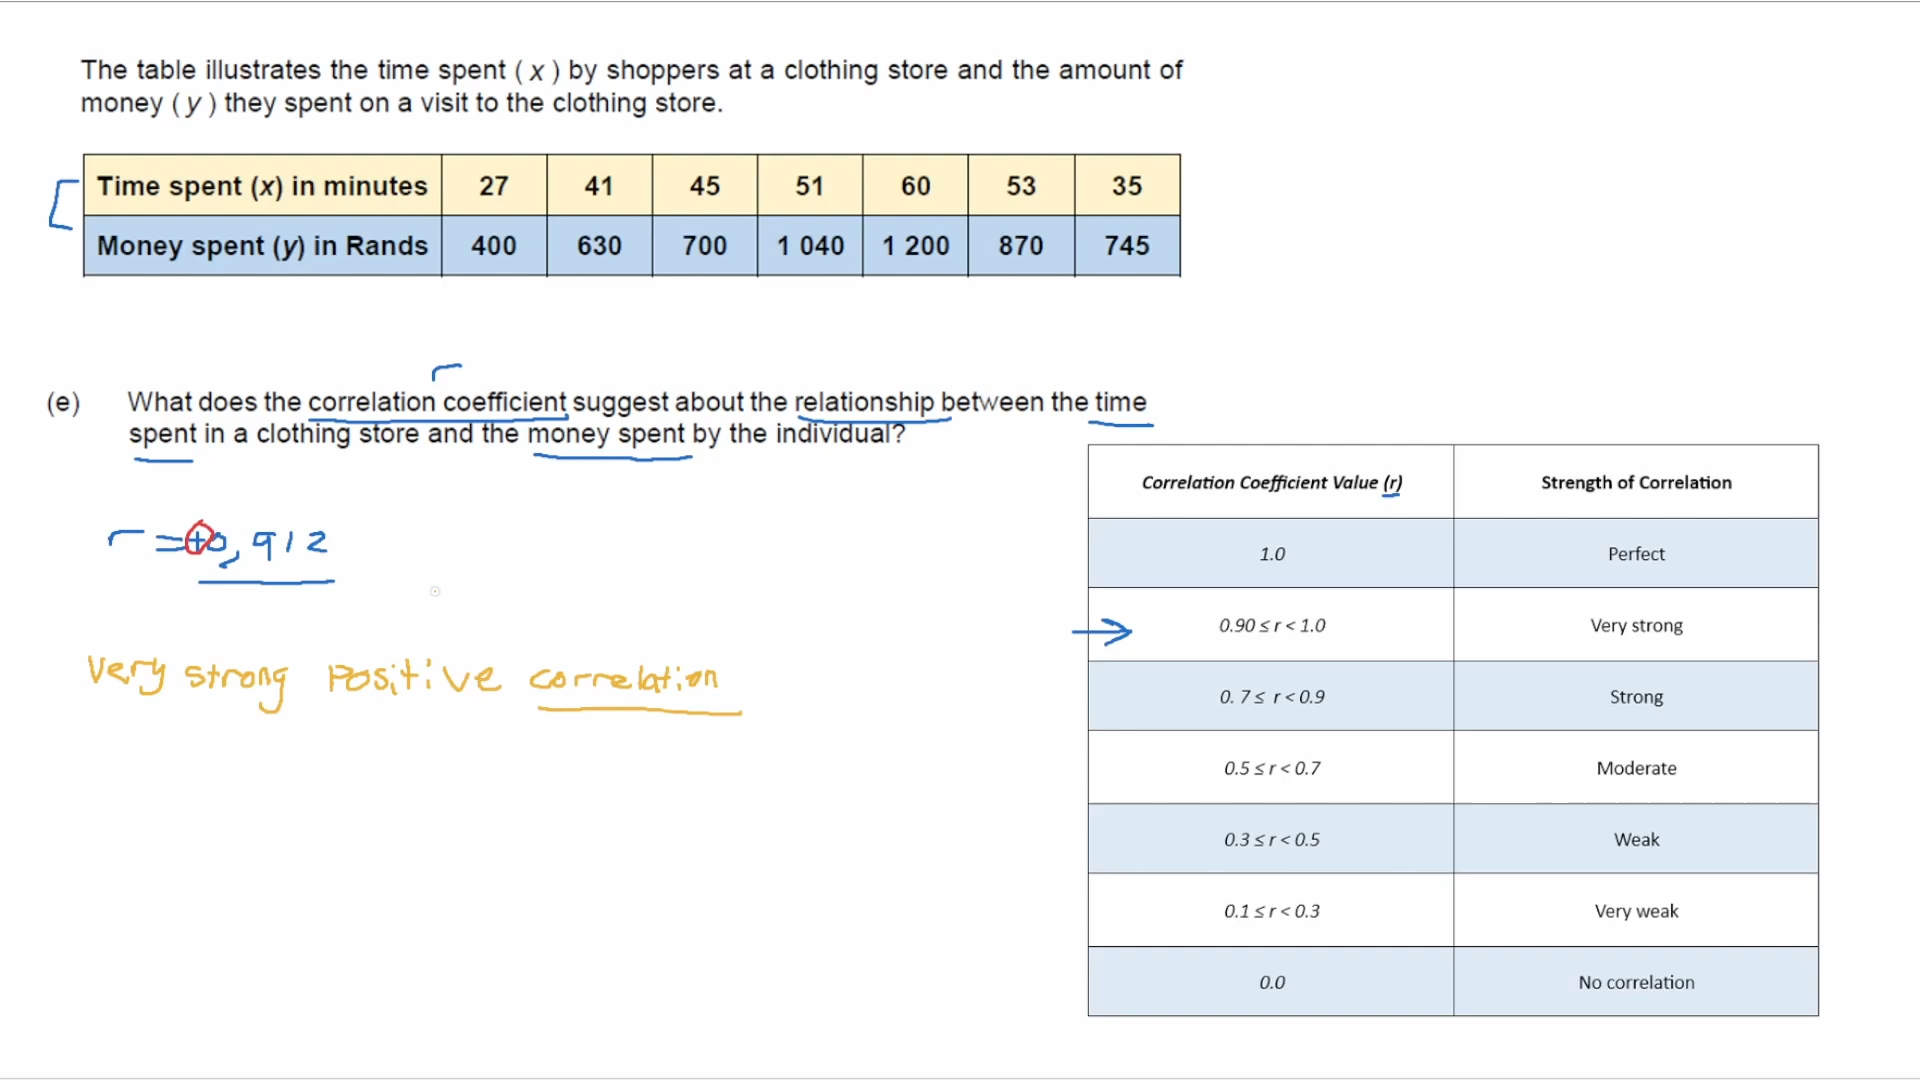 The table illustrates the time spent ( x ) by shoppers at a clothing store and the amount of
money ( y ) they spent on a visit to the clothing store.
Time spent (x) in minutes 27 41 45 51 60 53 35
Money spent (y) in Rands 400 630 700 1 040 1 200 870 745
r
(e) What does the correlation coefficient suggest about the relationship between the time
spent in a clothing store and the money spent by the individual?
r = +0,912
Very strong positive correlation
Correlation Coefficient Value (r) Strength of Correlation
1.0 Perfect
0.90 ≤ r < 1.0 Very strong
0. 7 ≤ r < 0.9 Strong
0.5 ≤ r < 0.7 Moderate
0.3 ≤ r < 0.5 Weak
0.1 ≤ r < 0.3 Very weak
0.0 No correlation